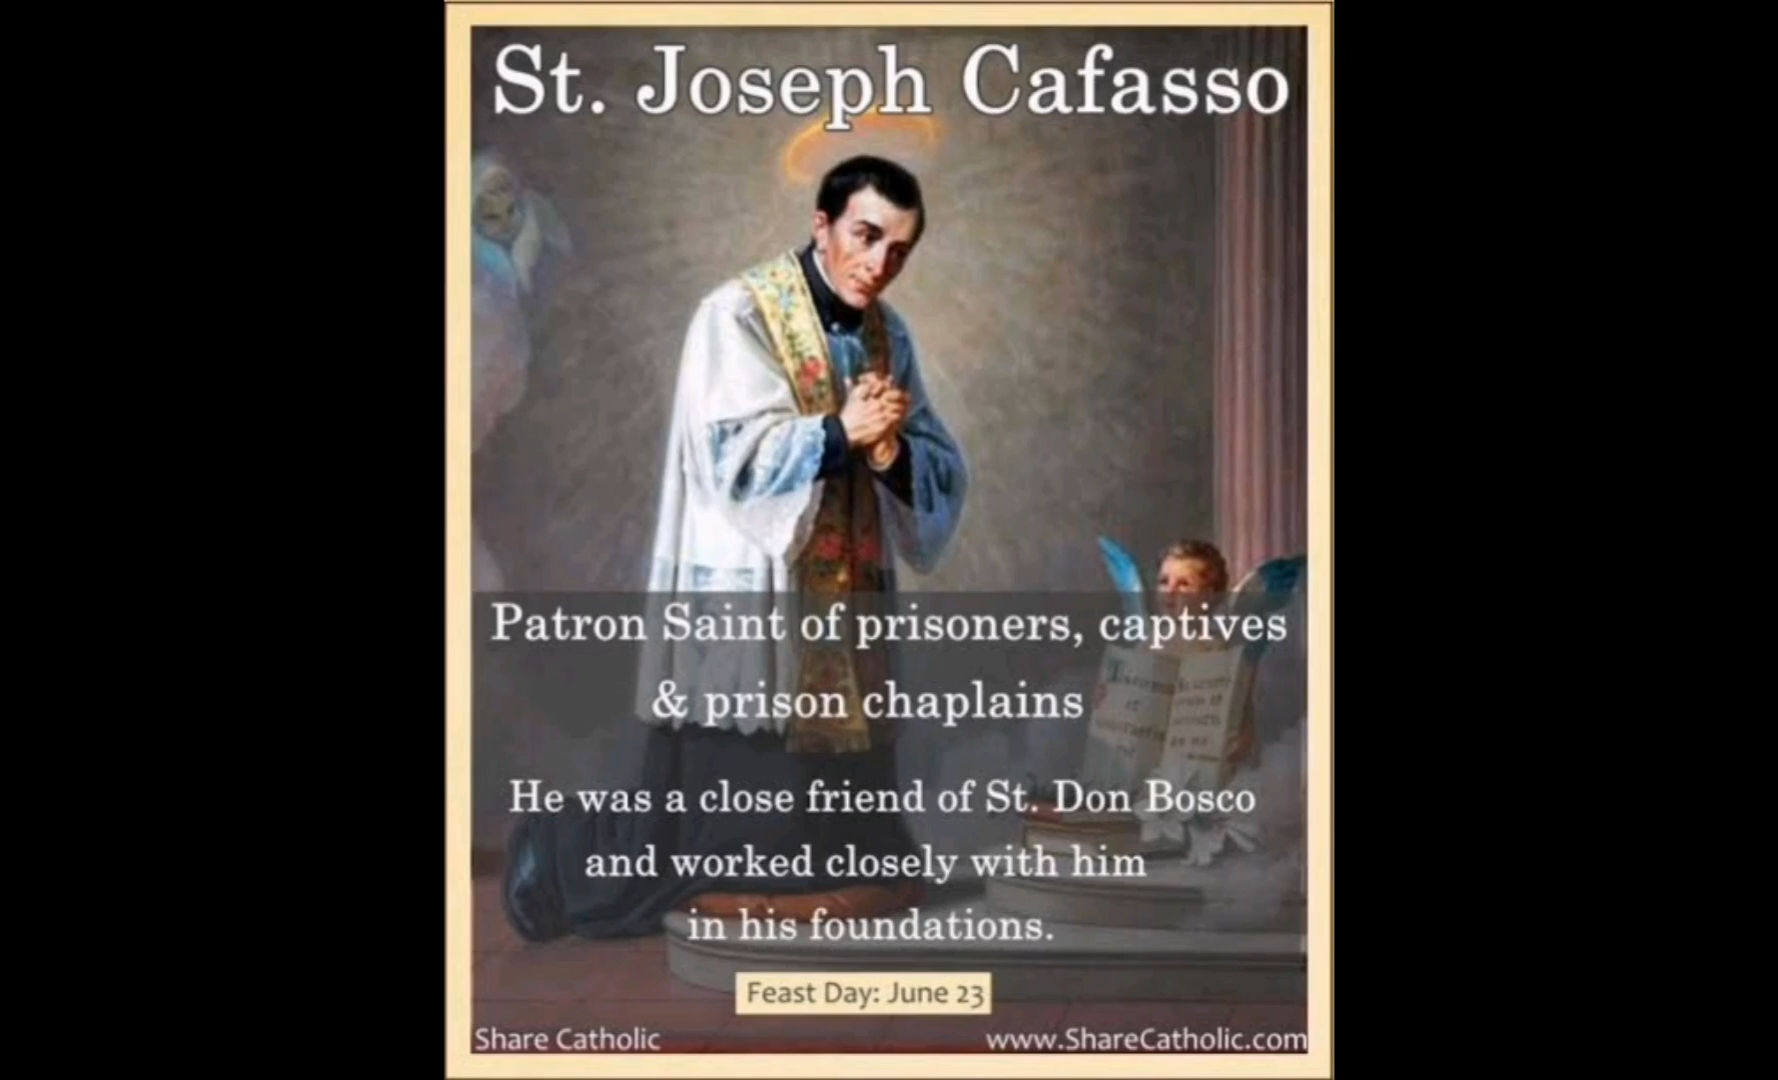 St. Joseph Cafasso
Patron Saint of prisoners, captives
& prison chaplains
He was a close friend of St. Don Bosco
and worked closely with him
in his foundations.
Feast Day: June 23
Share Catholic
www.ShareCatholic.com